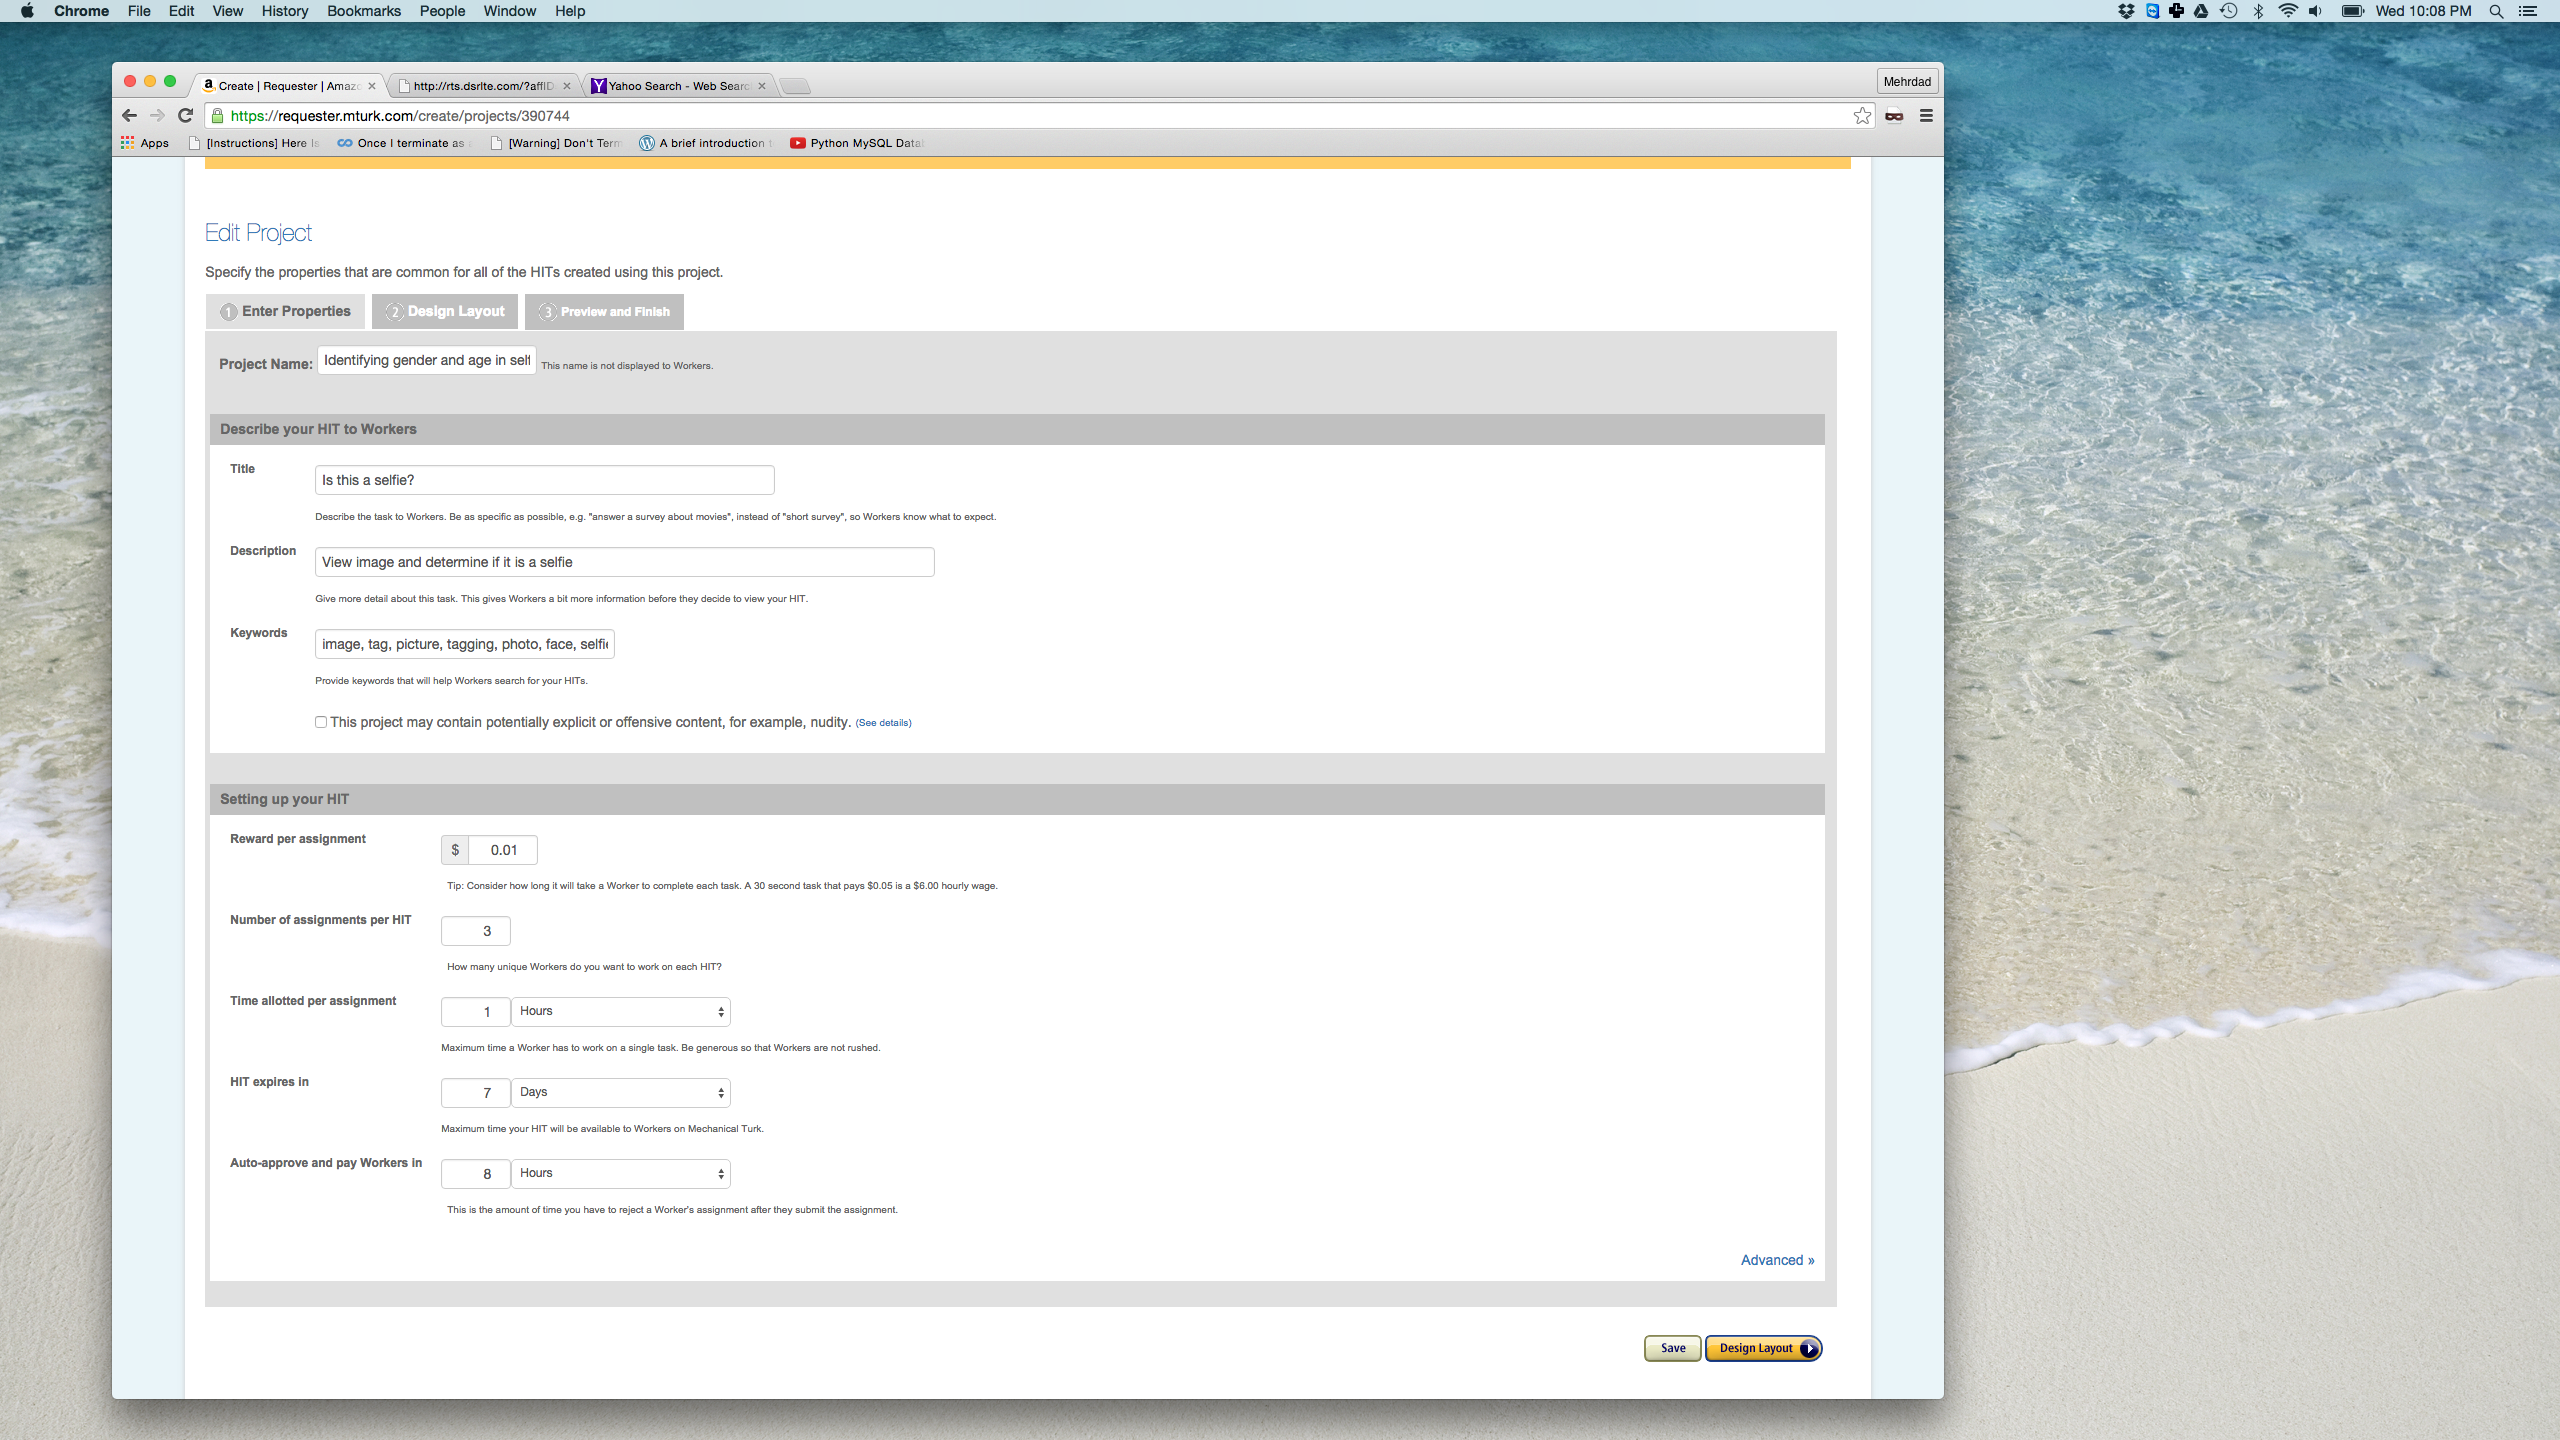 Chrome File Edit View History Bookmarks People Window Help
Wed 10:08 PM
Create | Requester | Amaz
http://rts.dsrlte.com/?affID
Yahoo Search - Web Searc
Mehrdad
https://requester.mturk.com/create/projects/390744
Apps
[Instructions] Here Is
Once I terminate as
[Warning] Don't Term
A brief introduction
Python MySQL Data
Edit Project
Specify the properties that are common for all of the HITs created using this project.
1 Enter Properties
2 Design Layout
3 Preview and Finish
Project Name: Identifying gender and age in self This name is not displayed to Workers.
Describe your HIT to Workers
Title
Is this a selfie?
Describe the task to Workers. Be as specific as possible, e.g. "answer a survey about movies", instead of "short survey", so Workers know what to expect.
Description
View image and determine if it is a selfie
Give more detail about this task. This gives Workers a bit more information before they decide to view your HIT.
Keywords
image, tag, picture, tagging, photo, face, selfie
Provide keywords that will help Workers search for your HITs.
This project may contain potentially explicit or offensive content, for example, nudity. (See details)
Setting up your HIT
Reward per assignment
$ 0.01
Tip: Consider how long it will take a Worker to complete each task. A 30 second task that pays $0.05 is a $6.00 hourly wage.
Number of assignments per HIT
3
How many unique Workers do you want to work on each HIT?
Time allotted per assignment
1 Hours
Maximum time a Worker has to work on a single task. Be generous so that Workers are not rushed.
HIT expires in
7 Days
Maximum time your HIT will be available to Workers on Mechanical Turk.
Auto-approve and pay Workers in
8 Hours
This is the amount of time you have to reject a Worker's assignment after they submit the assignment.
Advanced »
Save
Design Layout